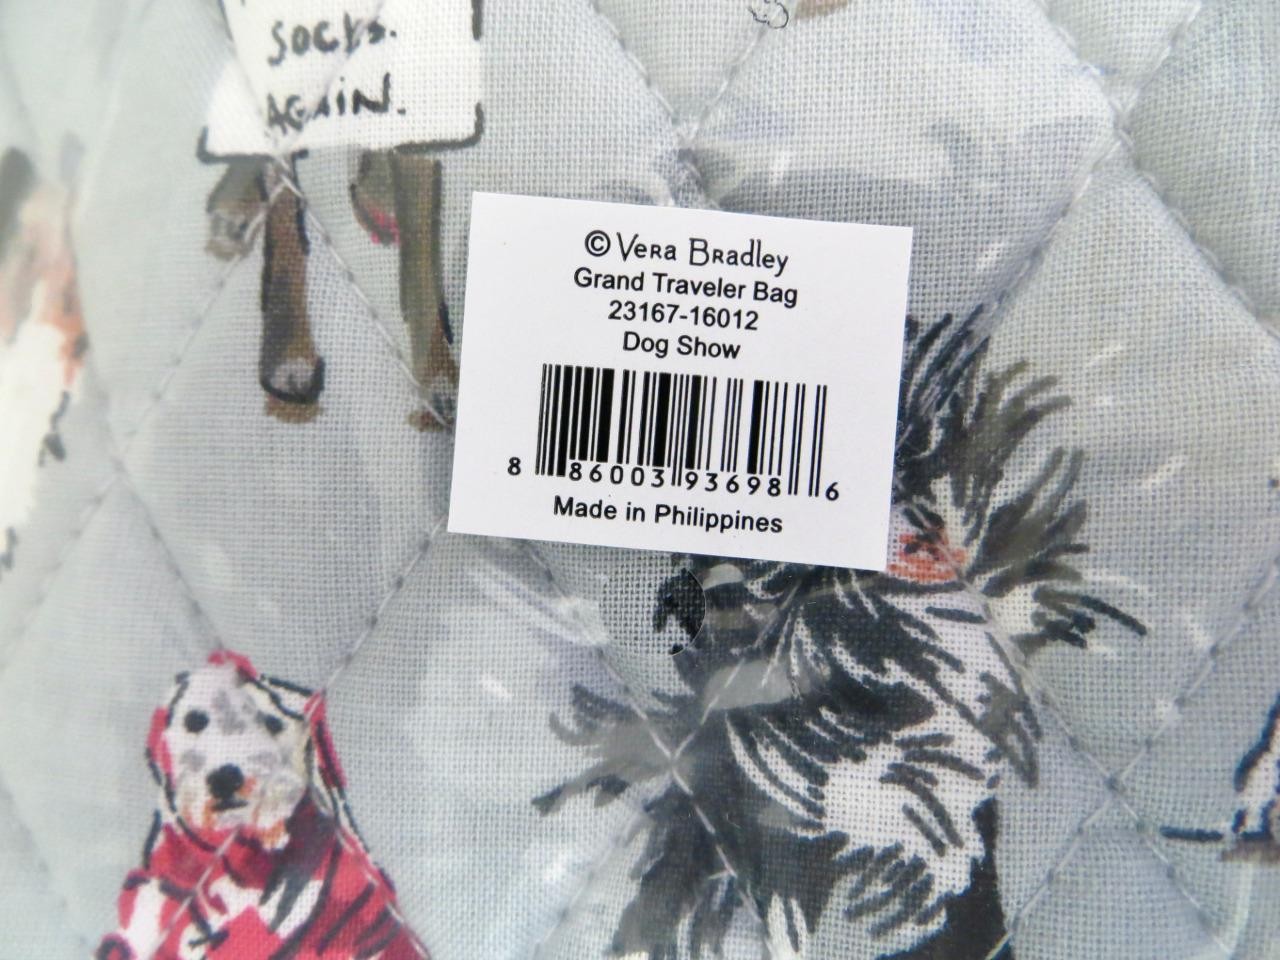 socks.
AGAIN.
© Vera Bradley
Grand Traveler Bag
23167-16012
Dog Show
8 86003 93698 6
Made in Philippines